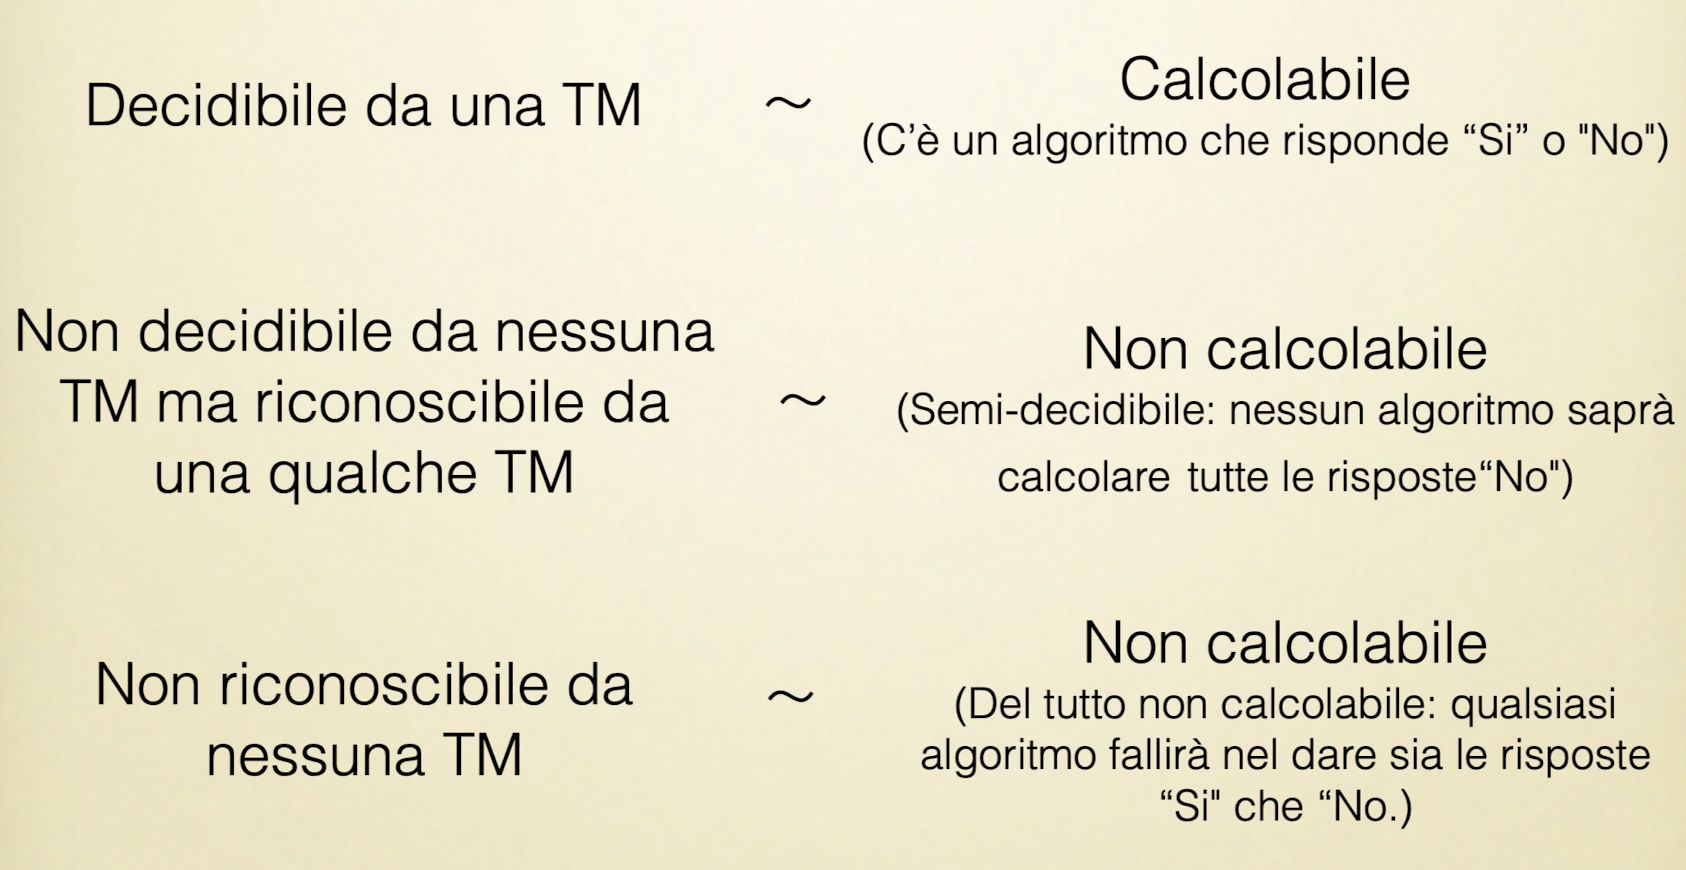 Decidibile da una TM ~ Calcolabile
(C'è un algoritmo che risponde “Si” o "No")
Non decidibile da nessuna
TM ma riconoscibile da
una qualche TM
~
Non calcolabile
(Semi-decidibile: nessun algoritmo saprà
calcolare tutte le risposte“No")
Non riconoscibile da
nessuna TM
~
Non calcolabile
(Del tutto non calcolabile: qualsiasi
algoritmo fallirà nel dare sia le risposte
“Si" che “No.)